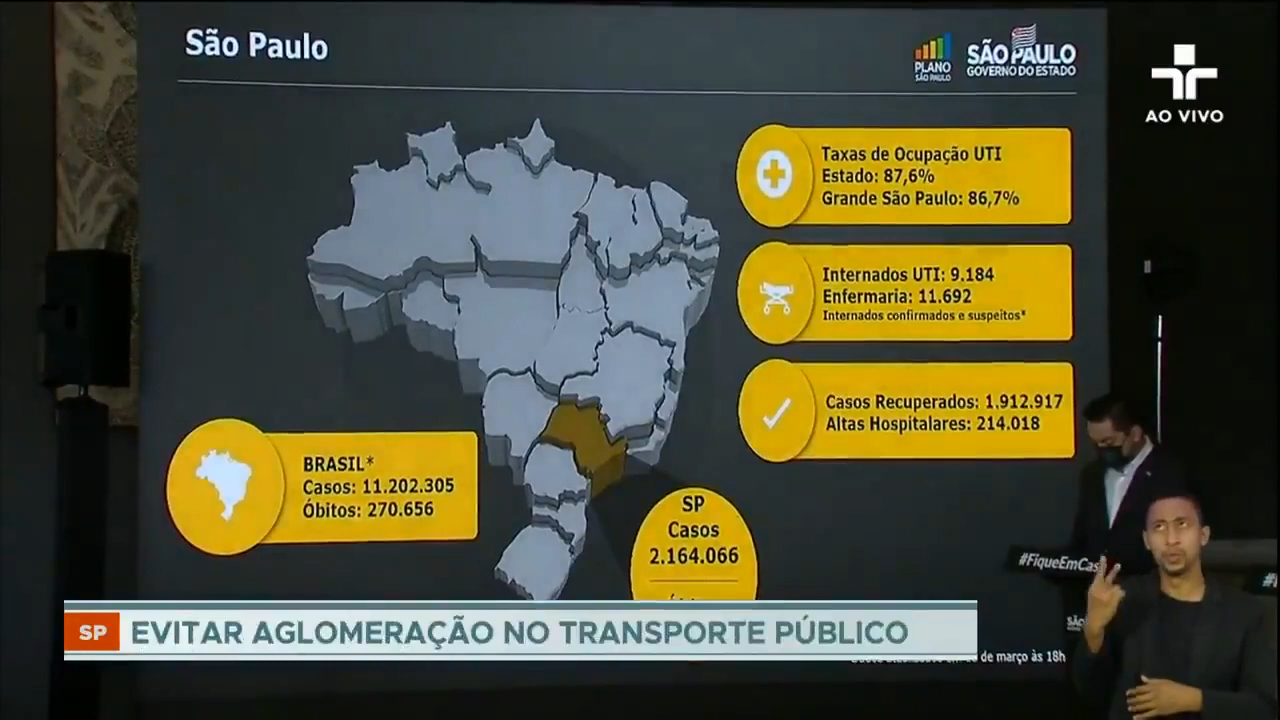 São Paulo
PLANO
SÃO PAULO
SÃO PAULO
GOVERNO DO ESTADO
AO VIVO
Taxas de Ocupação UTI
Estado: 87,6%
Grande São Paulo: 86,7%
Internados UTI: 9.184
Enfermaria: 11.692
Internados confirmados e suspeitos*
Casos Recuperados: 1.912.917
Altas Hospitalares: 214.018
BRASIL*
Casos: 11.202.305
Óbitos: 270.656
SP
Casos
2.164.066
#FiqueEmCas
SP EVITAR AGLOMERAÇÃO NO TRANSPORTE PÚBLICO
de março às 18h